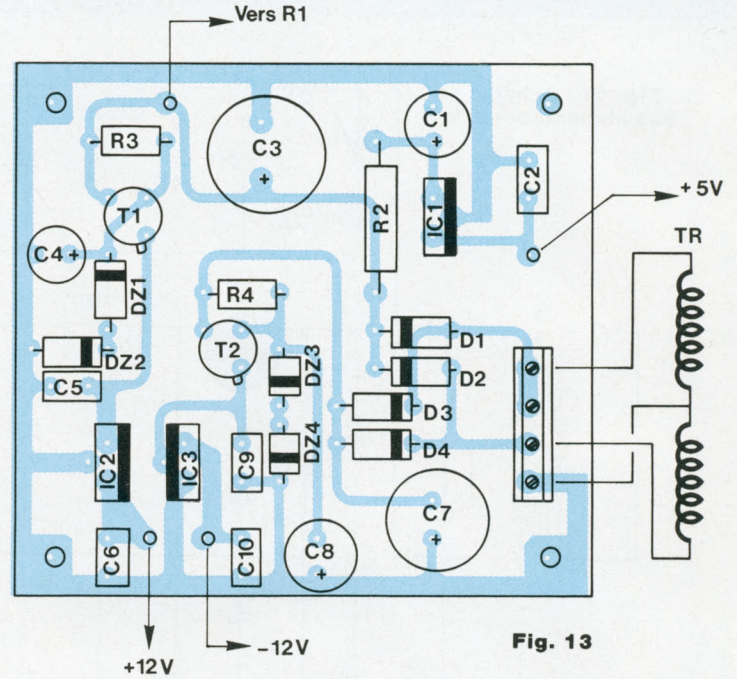 Vers R1
R3
C3
C1
C2
T1
R2
IC1
+5V
C4 +
+
+
TR
DZ1
R4
D1
T2
DZ3
DZ2
D2
C5
D3
D4
DZ4
IC2
IC3
C9
C7
+
C6
C10
C8
+
Fig. 13
-12V
+12V